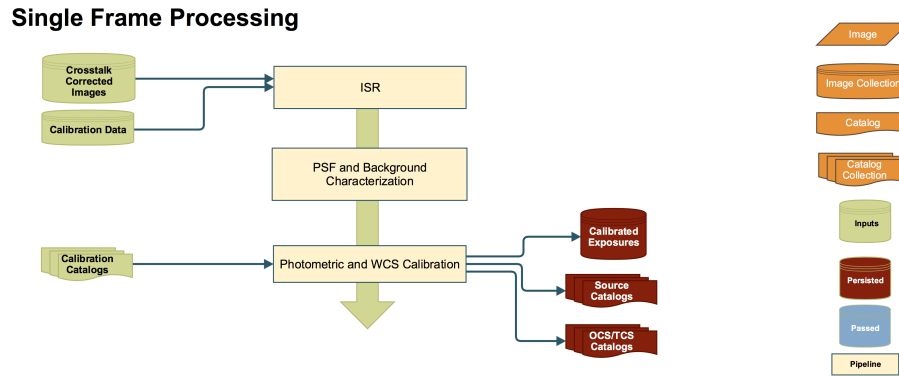 Single Frame Processing
Crosstalk
Corrected
Images
Calibration Data
ISR
PSF and Background
Characterization
Calibration
Catalogs
Photometric and WCS Calibration
Calibrated
Exposures
Source
Catalogs
OCS/TCS
Catalogs
Image
Image Collection
Catalog
Catalog
Collection
Inputs
Persisted
Passed
Pipeline